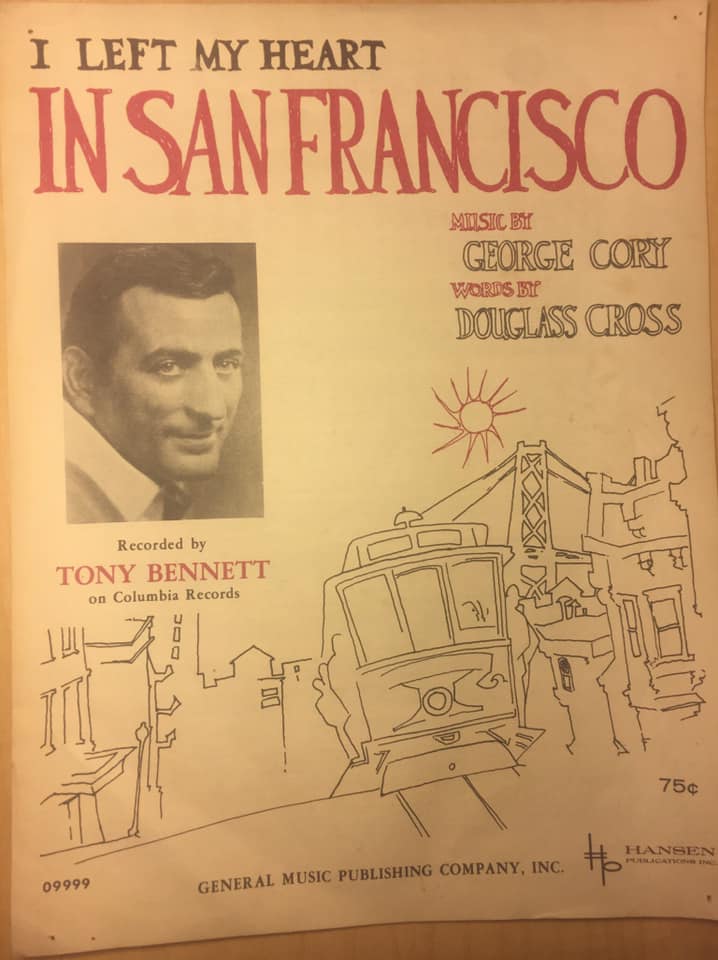 I LEFT MY HEART
IN SAN FRANCISCO
MUSIC BY
GEORGE CORY
WORDS BY
DOUGLASS CROSS
Recorded by
TONY BENNETT
on Columbia Records
75¢
HANSEN
PUBLICATIONS INC.
09999
GENERAL MUSIC PUBLISHING COMPANY, INC.